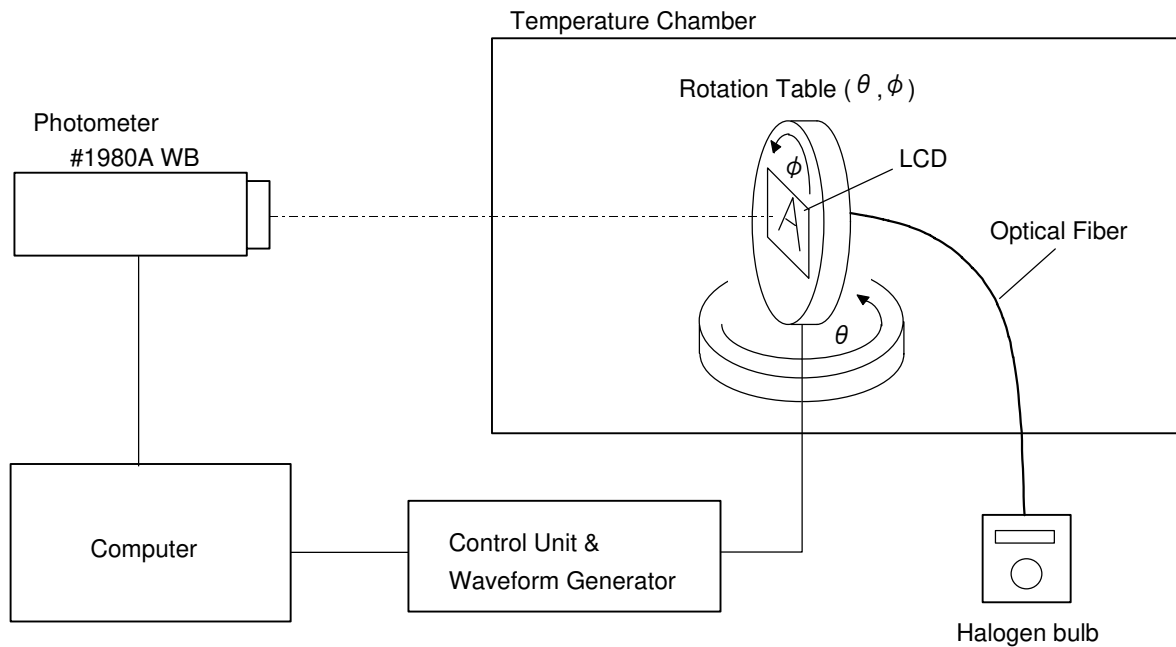 Temperature Chamber
Rotation Table ( θ , φ )
Photometer
#1980A WB
φ
LCD
A
Optical Fiber
θ
Computer
Control Unit &
Waveform Generator
Halogen bulb